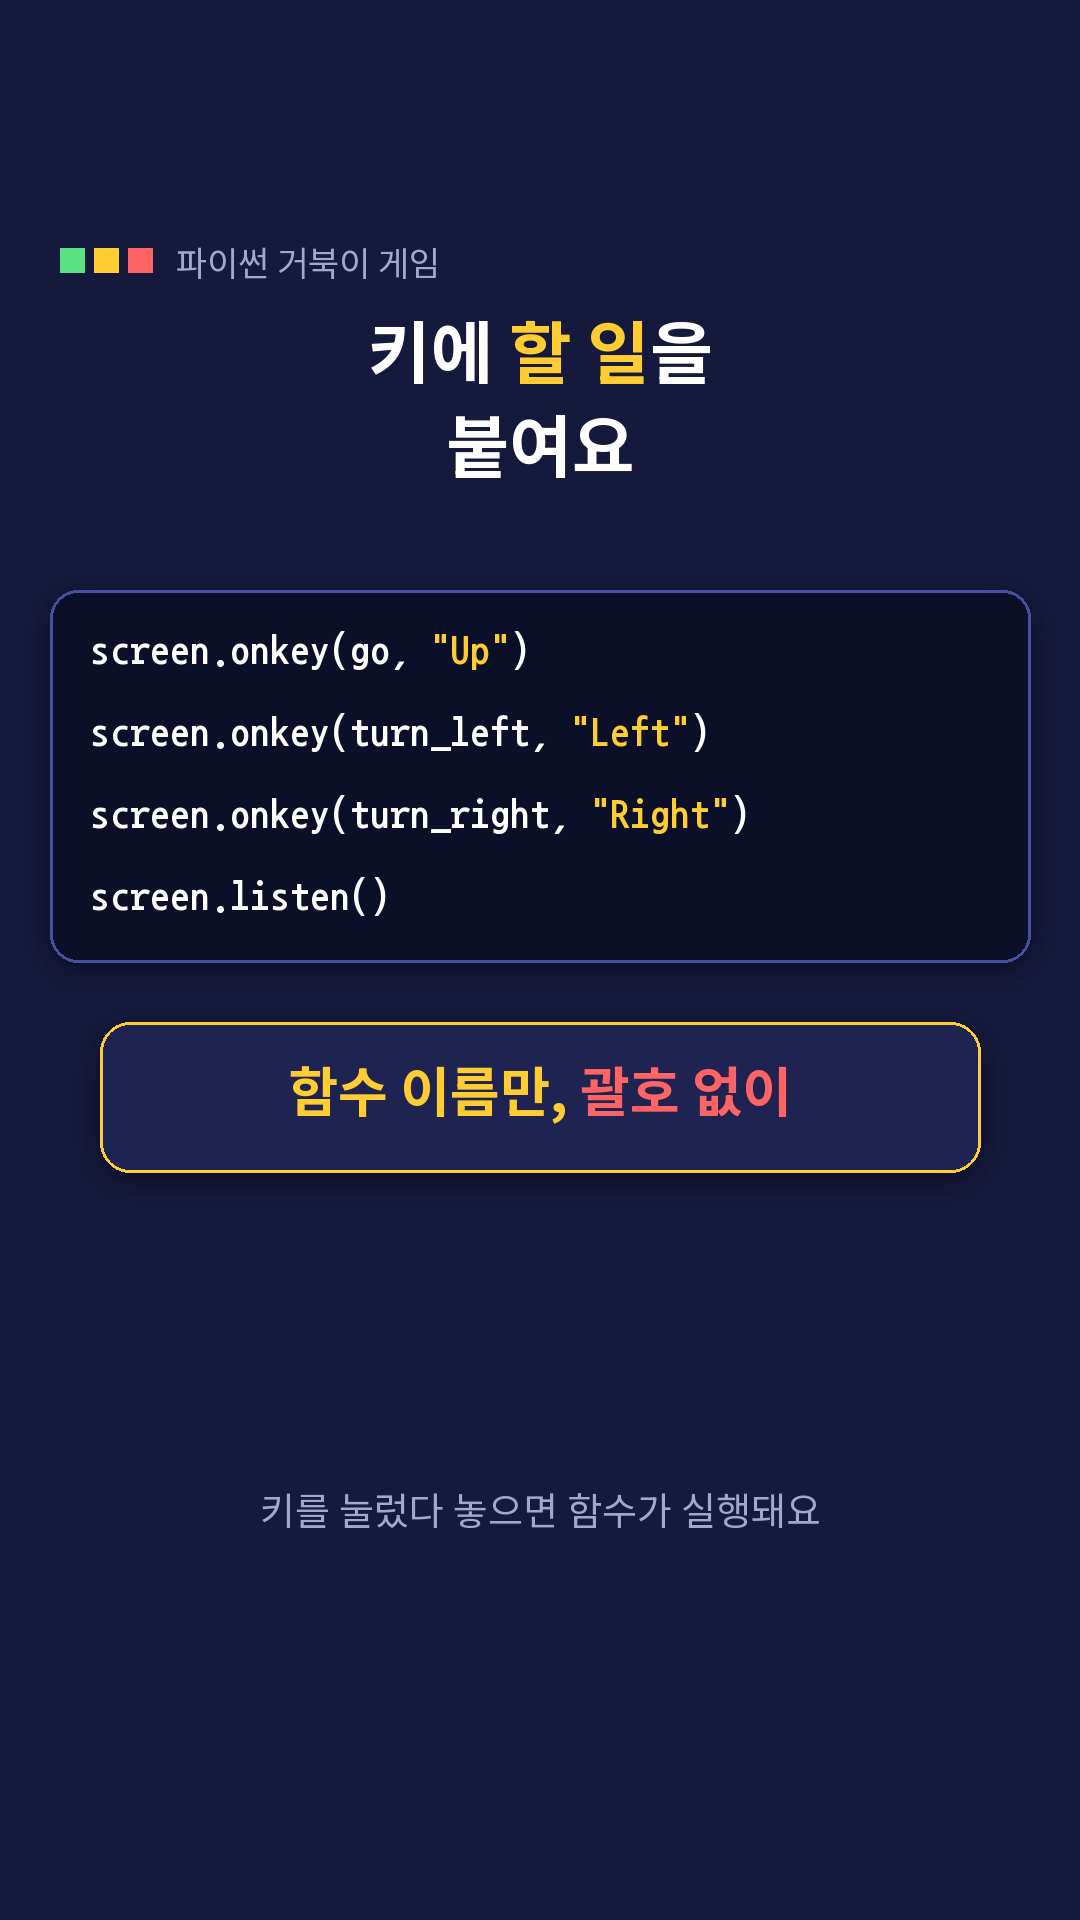 파이썬 거북이 게임
키에 할 일을
붙여요
screen.onkey(go, "Up")
screen.onkey(turn_left, "Left")
screen.onkey(turn_right, "Right")
screen.listen()
함수 이름만, 괄호 없이
키를 눌렀다 놓으면 함수가 실행돼요